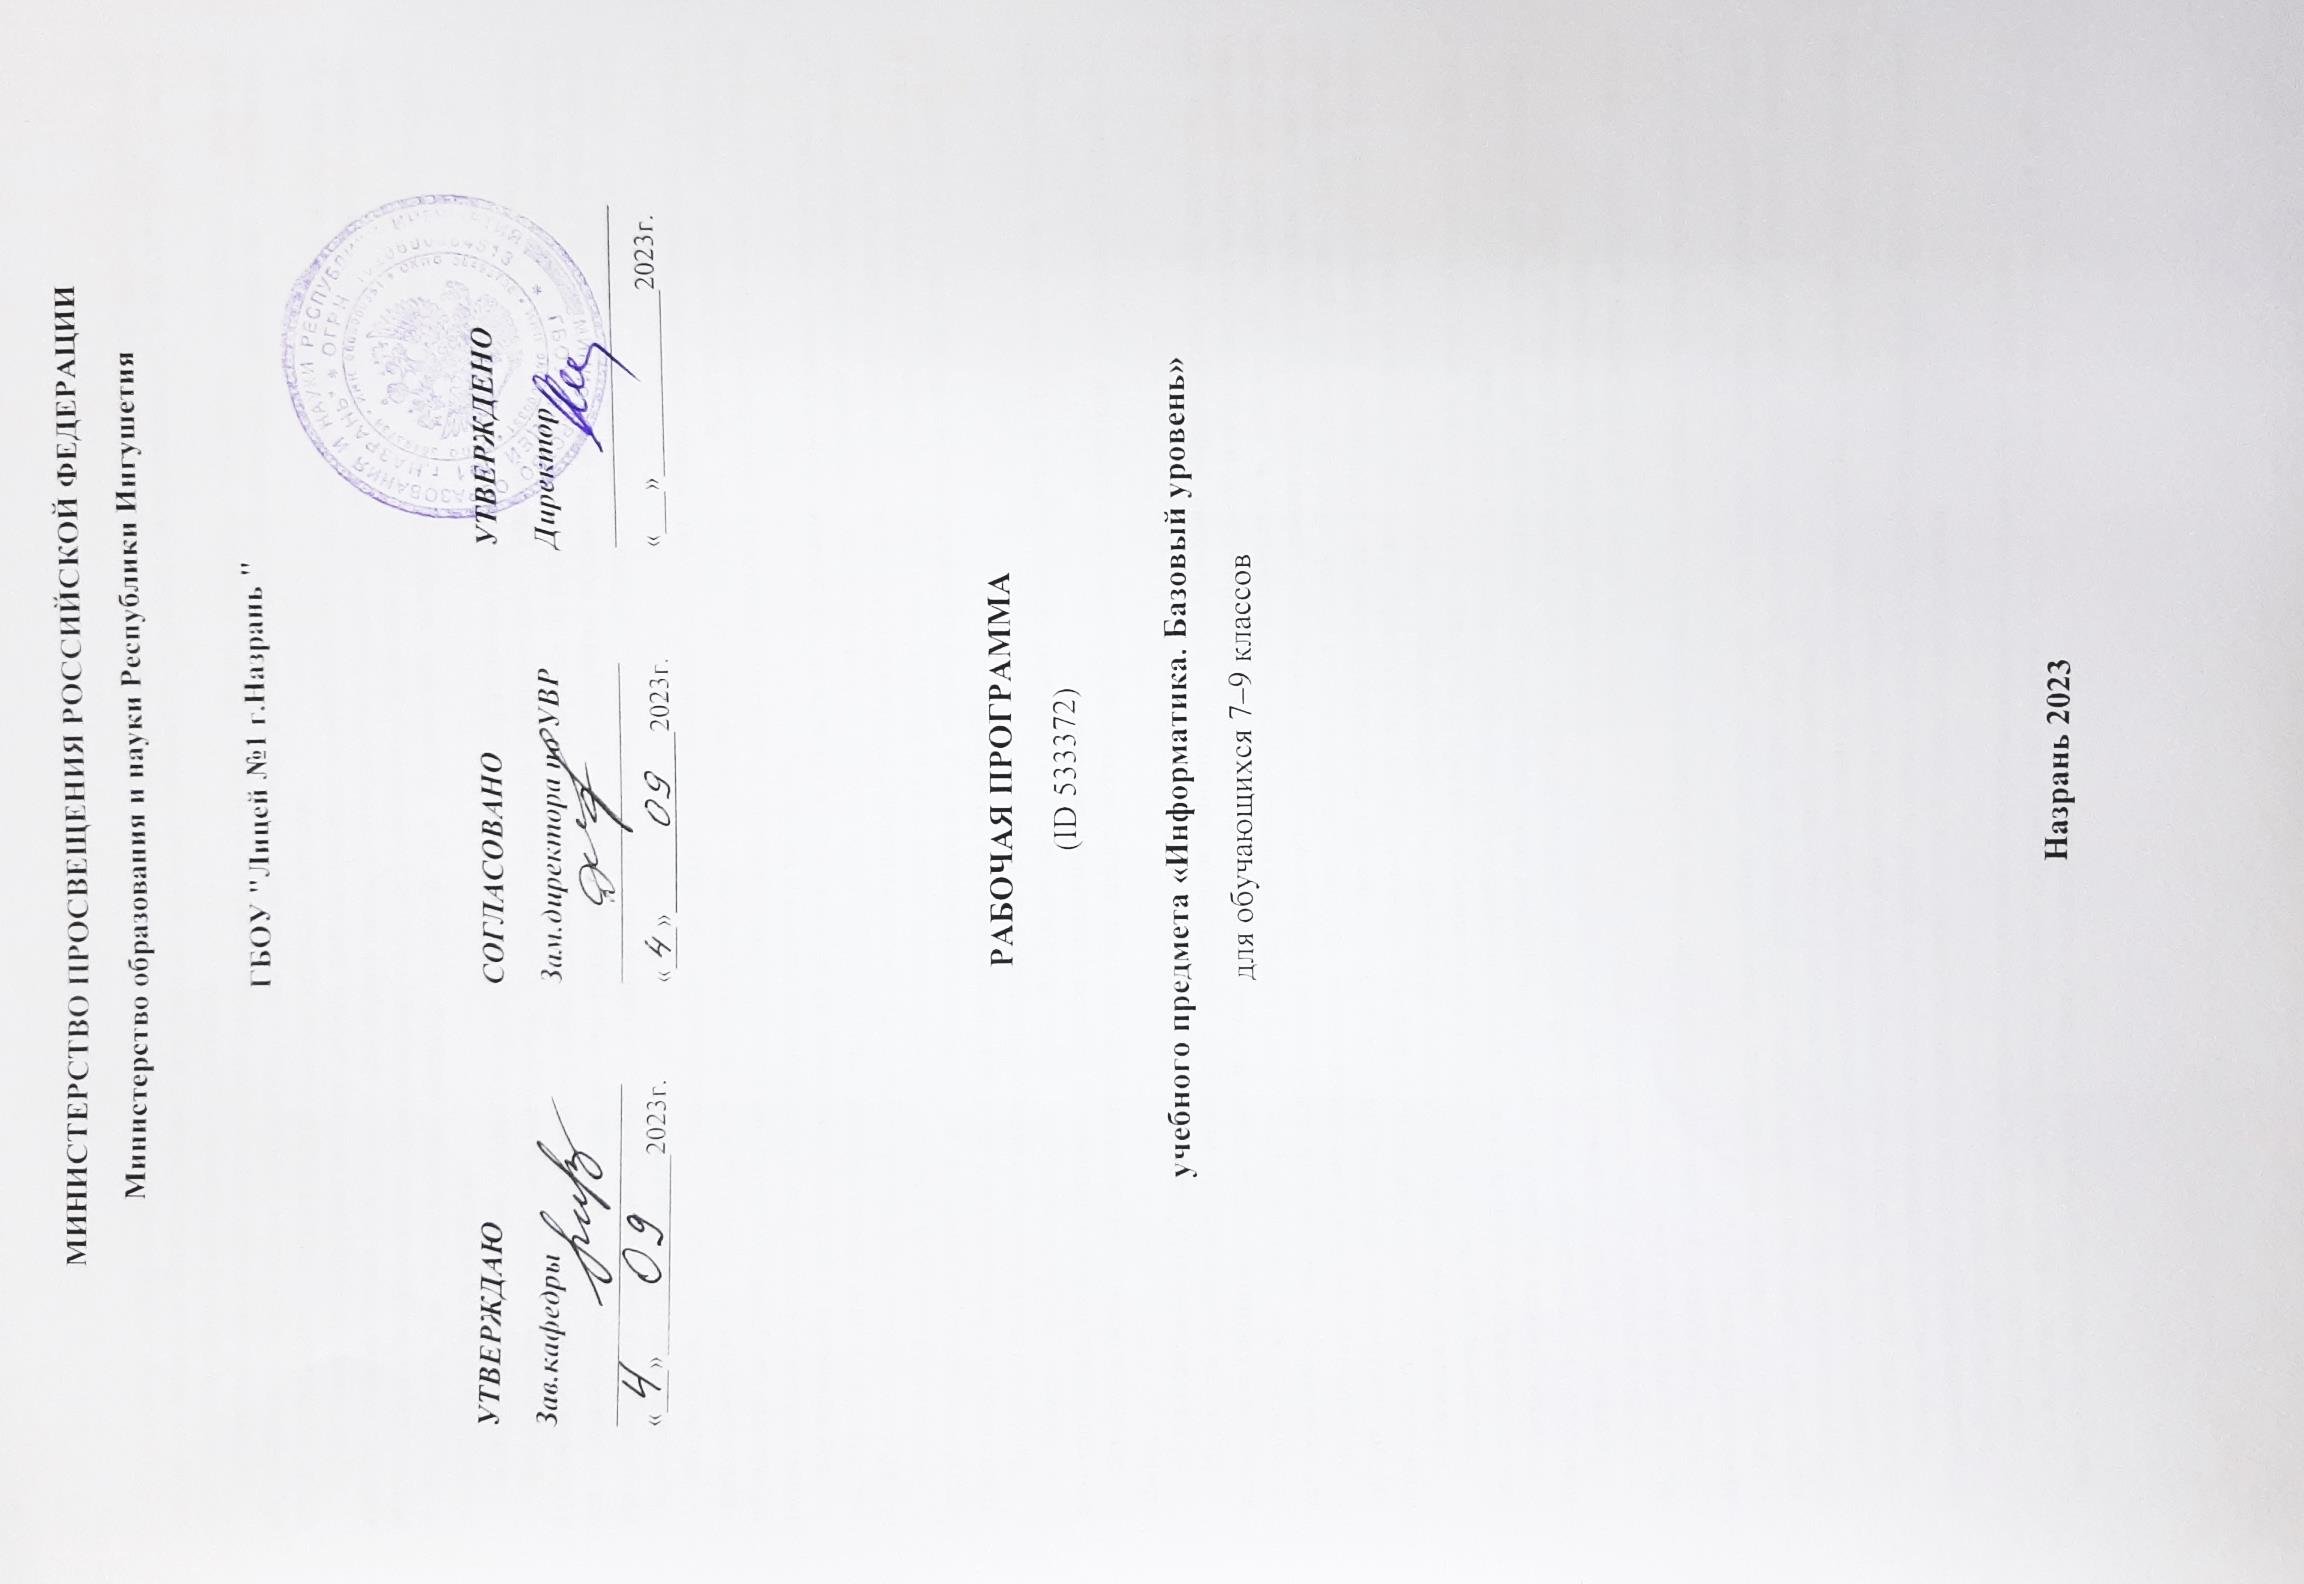 МИНИСТЕРСТВО ПРОСВЕЩЕНИЯ РОССИЙСКОЙ ФЕДЕРАЦИИ
Министерство образования и науки Республики Ингушетия
ГБОУ "Лицей №1 г.Назрань "
УТВЕРЖДАЮ
Зав.кафедры
« 4 » 09 2023г.
СОГЛАСОВАНО
Зам.директора по УВР
« 4 » 09 2023г.
УТВЕРЖДЕНО
Директор
«___»____________2023г.
РАБОЧАЯ ПРОГРАММА
(ID 533372)
учебного предмета «Информатика. Базовый уровень»
для обучающихся 7–9 классов
Назрань 2023